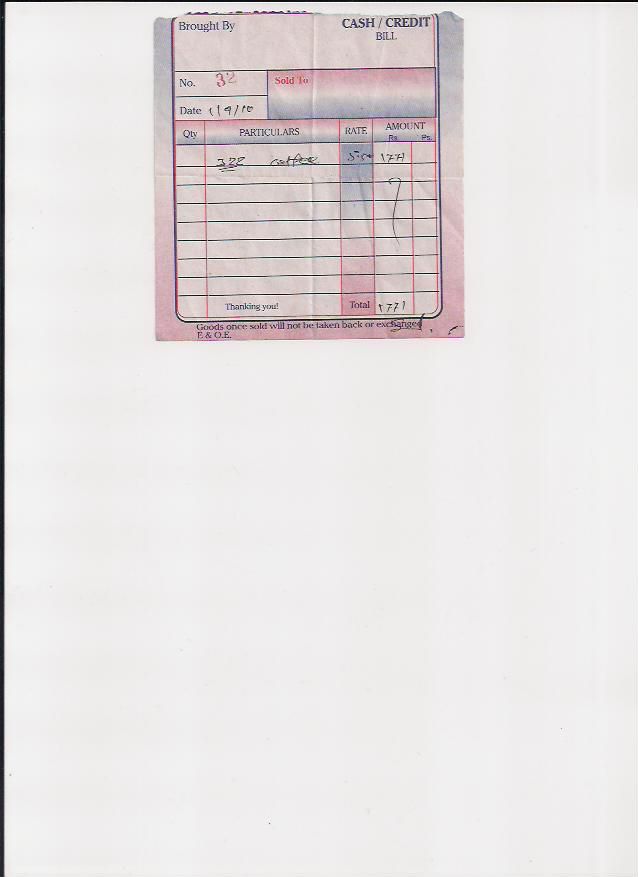 Brought By CASH / CREDIT
BILL
No. 32 Sold To
Date 1/9/10
Qty PARTICULARS RATE AMOUNT
Rs. Ps.
322 coffee 5.50 1771
Thanking you! Total 1771
Goods once sold will not be taken back or exchanged
E & O.E.